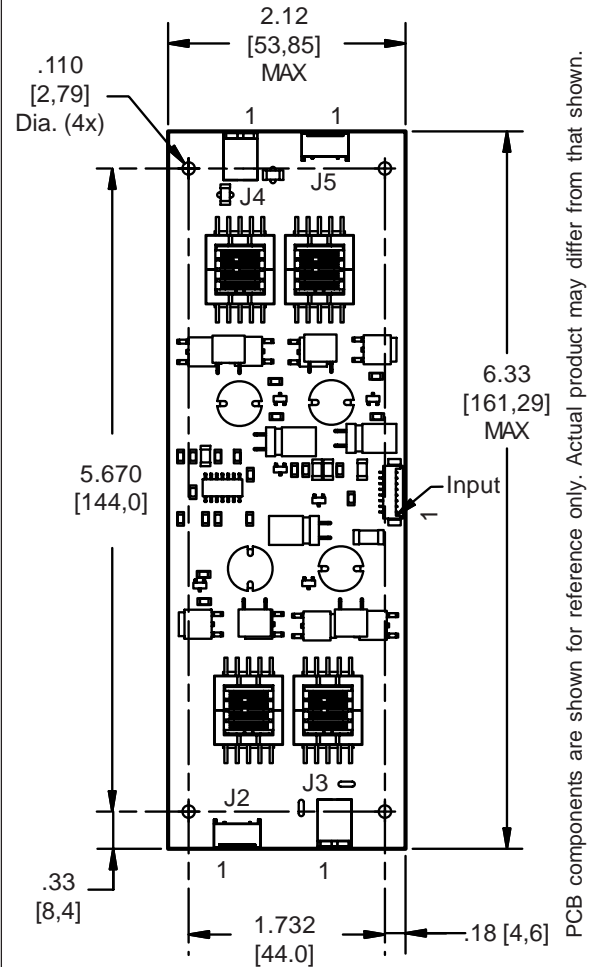 2.12
[53,85]
MAX
.110
[2,79]
Dia. (4x)
1
1
J4
J5
6.33
[161,29]
MAX
5.670
[144,0]
Input
1
J2
J3
1
1
.33
[8,4]
1.732
[44.0]
.18 [4,6]
PCB components are shown for reference only. Actual product may differ from that shown.